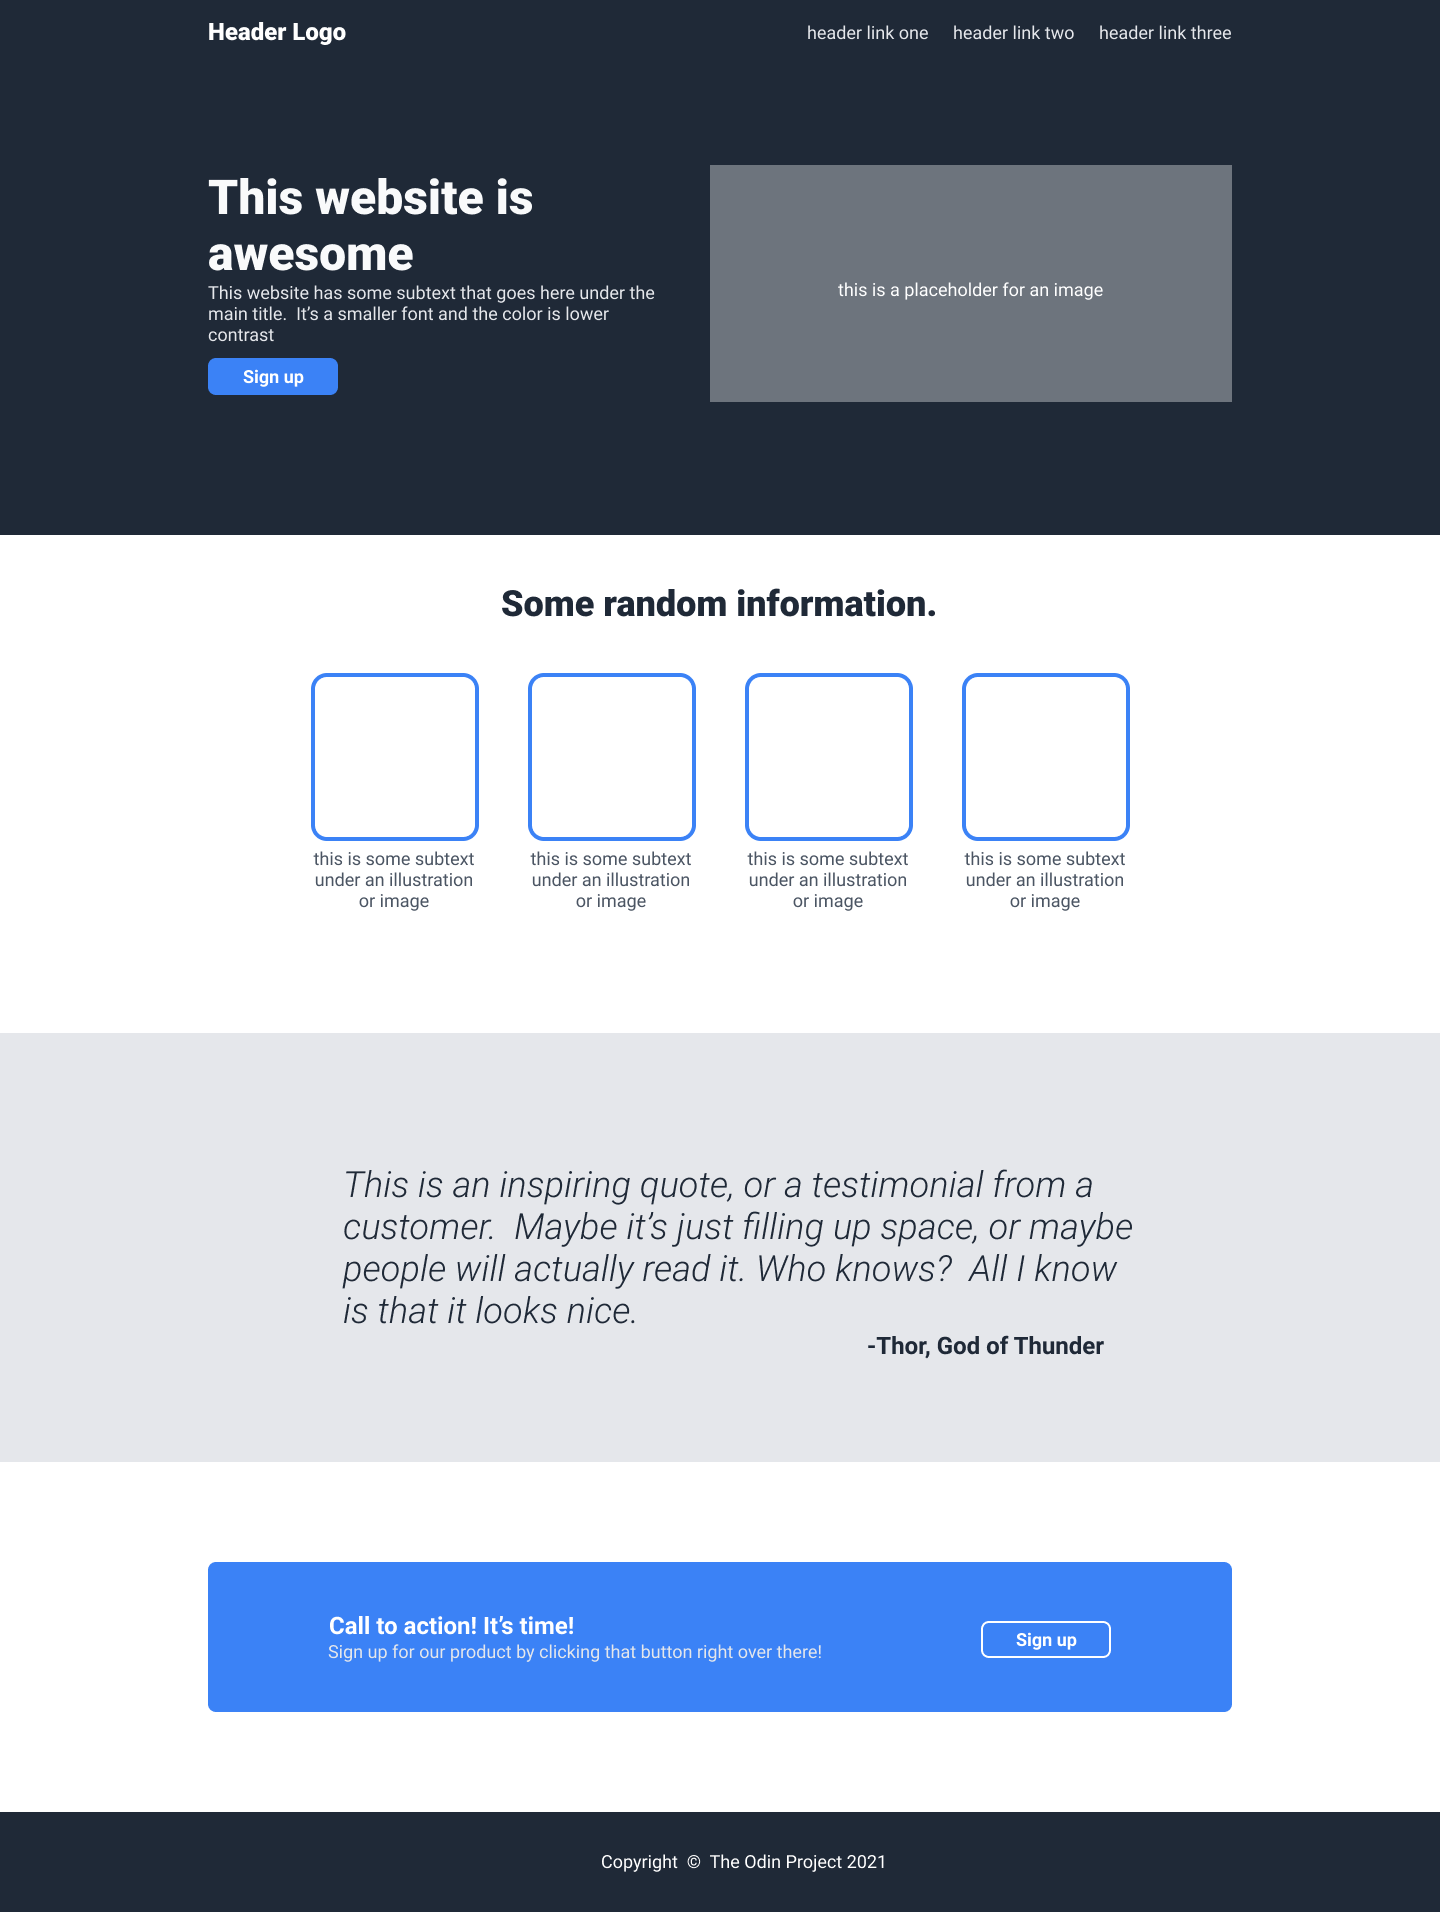 Header Logo
header link one
header link two
header link three
This website is
awesome
This website has some subtext that goes here under the
main title.  It’s a smaller font and the color is lower
contrast
Sign up
this is a placeholder for an image
Some random information.
this is some subtext
under an illustration
or image
this is some subtext
under an illustration
or image
this is some subtext
under an illustration
or image
this is some subtext
under an illustration
or image
This is an inspiring quote, or a testimonial from a
customer.  Maybe it’s just filling up space, or maybe
people will actually read it. Who knows?  All I know
is that it looks nice.
-Thor, God of Thunder
Call to action! It’s time!
Sign up for our product by clicking that button right over there!
Sign up
Copyright  ©  The Odin Project 2021